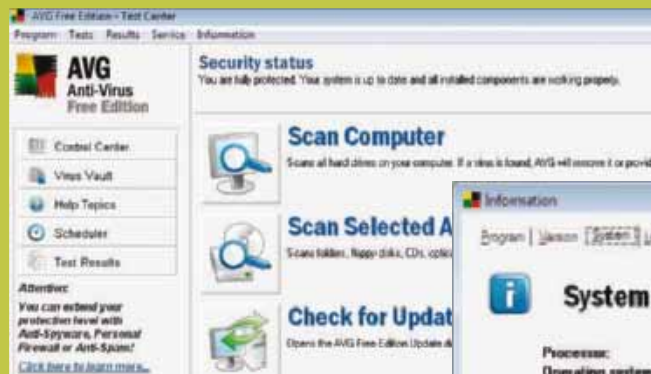 AVG Free Edition - Test Center
Program Tests Results Service Information
AVG
Anti-Virus
Free Edition
Control Center
Virus Vault
Help Topics
Scheduler
Test Results
Attention:
You can extend your
protection level with
Anti-Spyware, Personal
Firewall or Anti-Spam!
Click here to learn more...
Security status
You are fully protected. Your system is up to date and all installed components are working properly.
Scan Computer
Scans all hard drives on your computer. If a virus is found, AVG will remove it or provid
Scan Selected A
Scans folders, floppy disks, CDs, optica
Check for Updat
Opens the AVG Free Edition Update d
Information
Program Version System
System
Processor:
Operating system